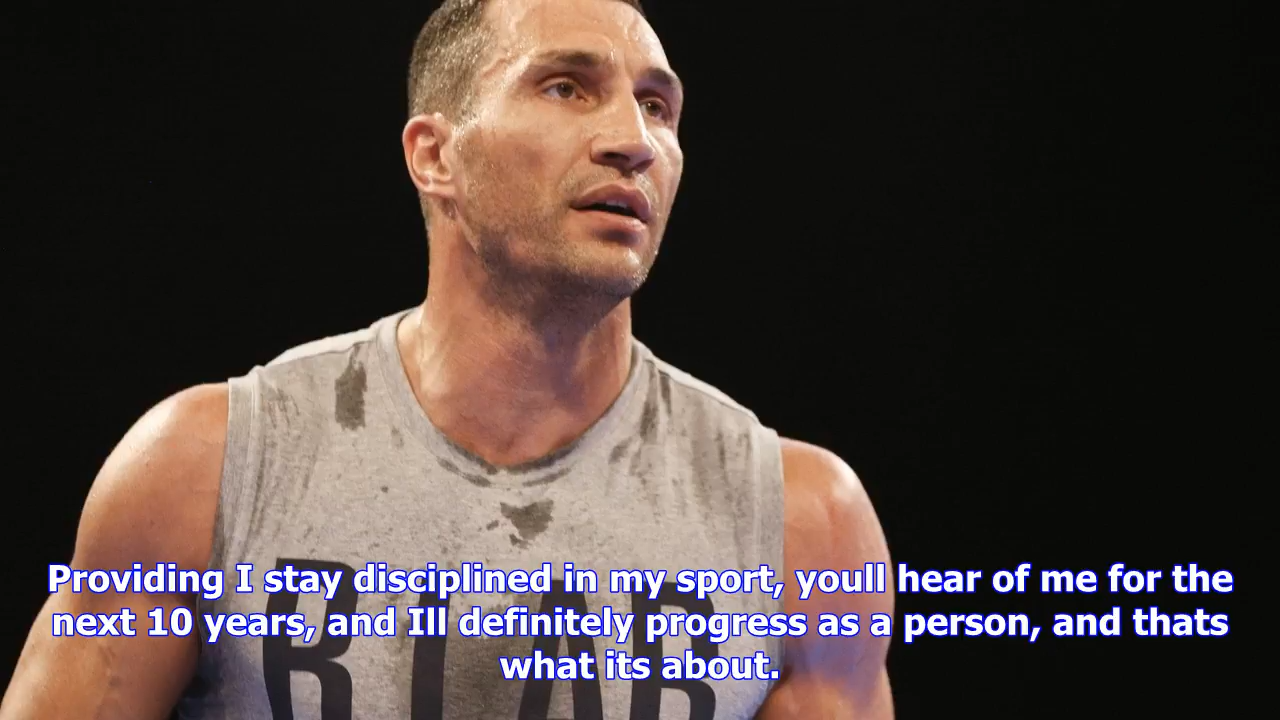 Providing I stay disciplined in my sport, youll hear of me for the
next 10 years, and Ill definitely progress as a person, and thats
what its about.